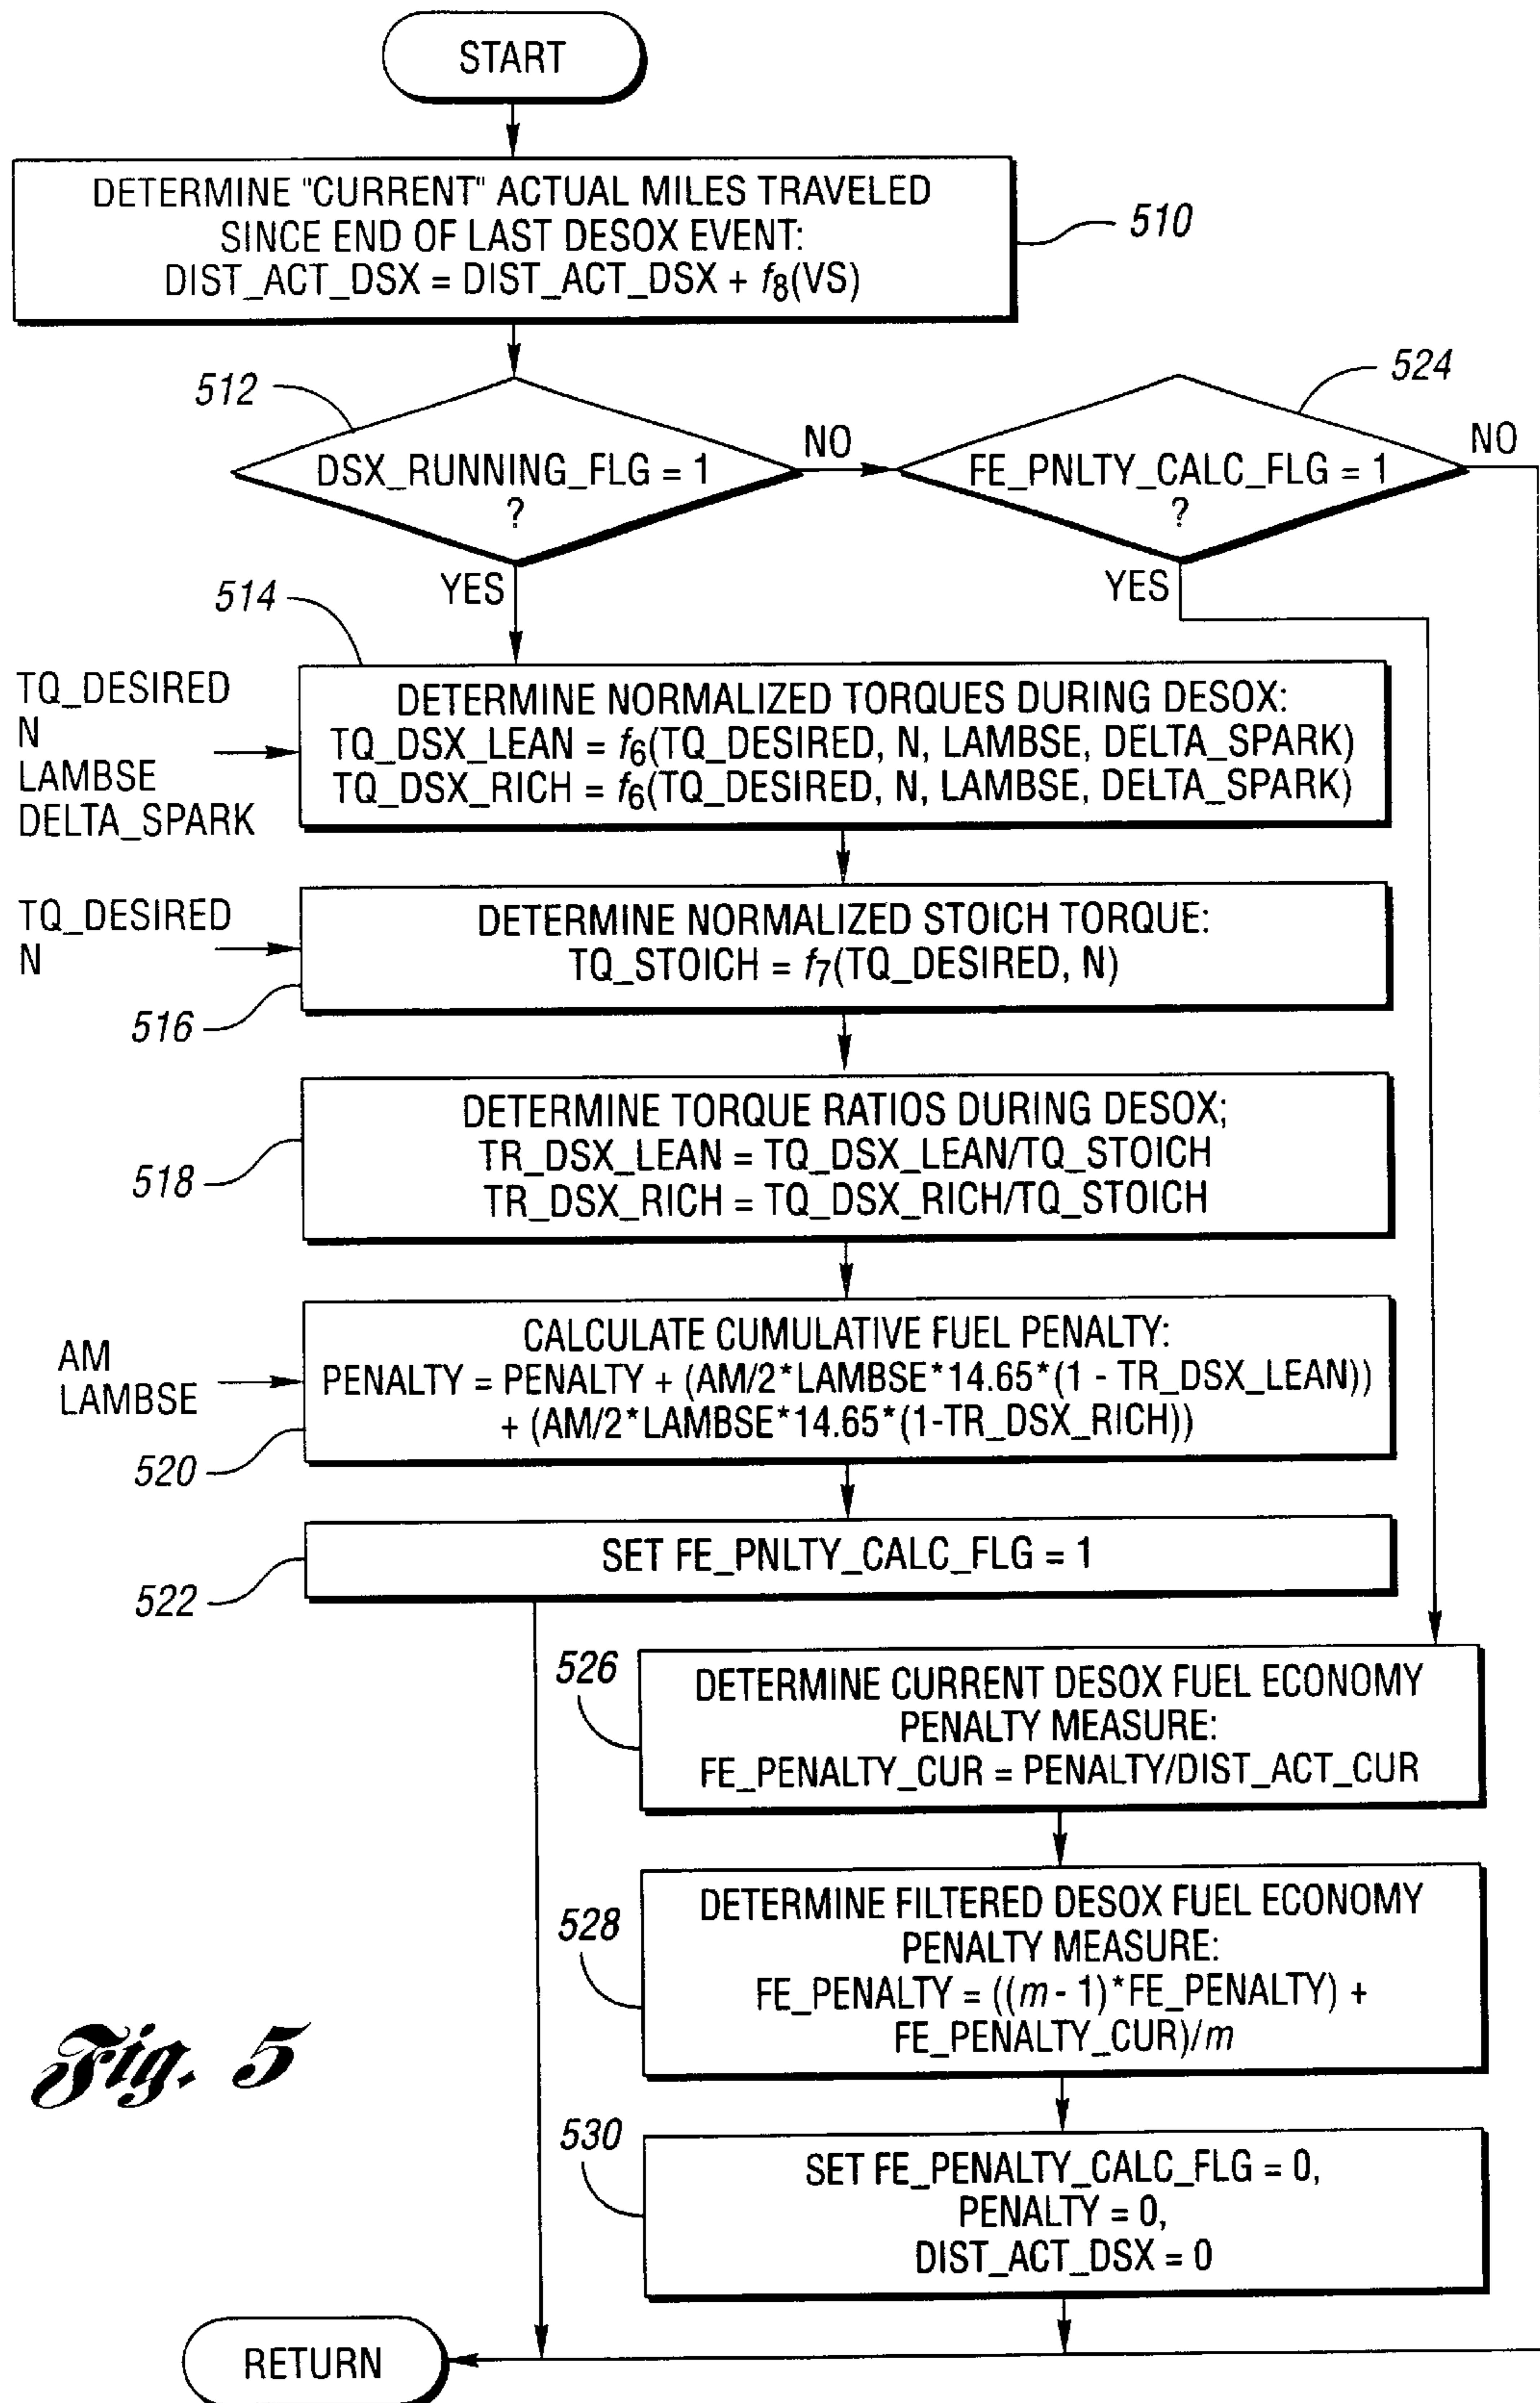 START
DETERMINE "CURRENT" ACTUAL MILES TRAVELED
SINCE END OF LAST DESOX EVENT:
DIST_ACT_DSX = DIST_ACT_DSX + f8(VS)
510
512
DSX_RUNNING_FLG = 1
?
NO
524
FE_PNLTY_CALC_FLG = 1
?
NO
YES
YES
514
TQ_DESIRED
N
LAMBSE
DELTA_SPARK
DETERMINE NORMALIZED TORQUES DURING DESOX:
TQ_DSX_LEAN = f6(TQ_DESIRED, N, LAMBSE, DELTA_SPARK)
TQ_DSX_RICH = f6(TQ_DESIRED, N, LAMBSE, DELTA_SPARK)
TQ_DESIRED
N
DETERMINE NORMALIZED STOICH TORQUE:
TQ_STOICH = f7(TQ_DESIRED, N)
516
DETERMINE TORQUE RATIOS DURING DESOX;
TR_DSX_LEAN = TQ_DSX_LEAN/TQ_STOICH
TR_DSX_RICH = TQ_DSX_RICH/TQ_STOICH
518
AM
LAMBSE
CALCULATE CUMULATIVE FUEL PENALTY:
PENALTY = PENALTY + (AM/2*LAMBSE*14.65*(1 - TR_DSX_LEAN))
+ (AM/2*LAMBSE*14.65*(1-TR_DSX_RICH))
520
SET FE_PNLTY_CALC_FLG = 1
522
526
DETERMINE CURRENT DESOX FUEL ECONOMY
PENALTY MEASURE:
FE_PENALTY_CUR = PENALTY/DIST_ACT_CUR
528
DETERMINE FILTERED DESOX FUEL ECONOMY
PENALTY MEASURE:
FE_PENALTY = ((m - 1)*FE_PENALTY) +
FE_PENALTY_CUR)/m
Fig. 5
530
SET FE_PENALTY_CALC_FLG = 0,
PENALTY = 0,
DIST_ACT_DSX = 0
RETURN